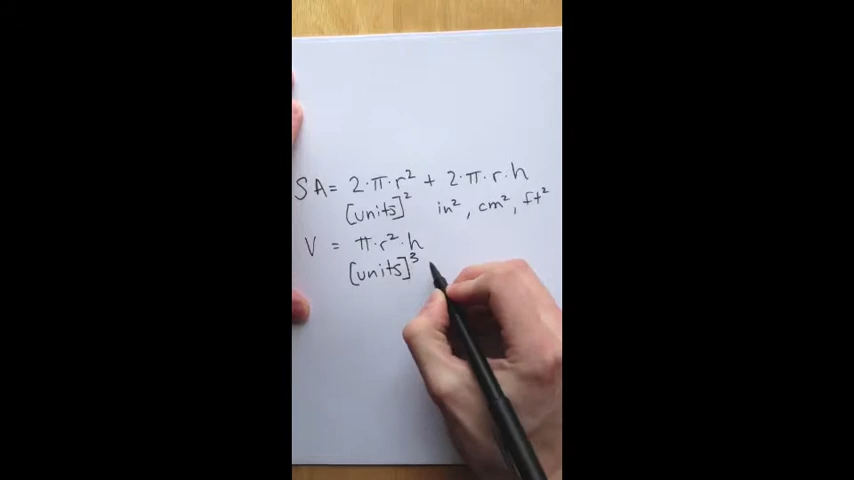 SA = 2·π·r² + 2·π·r·h
[units]² in², cm², ft²
V = π·r²·h
[units]³